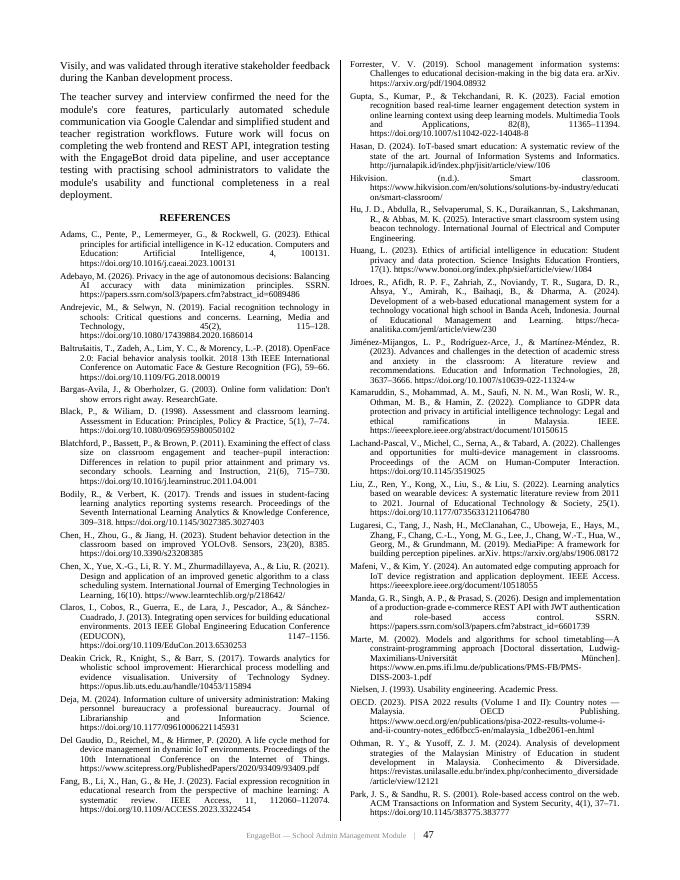 Visily, and was validated through iterative stakeholder feedback
during the Kanban development process.
The teacher survey and interview confirmed the need for the
module's core features, particularly automated schedule
communication via Google Calendar and simplified student and
teacher registration workflows. Future work will focus on
completing the web frontend and REST API, integration testing
with the EngageBot droid data pipeline, and user acceptance
testing with practising school administrators to validate the
module's usability and functional completeness in a real
deployment.
REFERENCES
Adams, C., Pente, P., Lemermeyer, G., & Rockwell, G. (2023). Ethical
principles for artificial intelligence in K-12 education. Computers and
Education: Artificial Intelligence, 4, 100131.
https://doi.org/10.1016/j.caeai.2023.100131
Adebayo, M. (2026). Privacy in the age of autonomous decisions: Balancing
AI accuracy with data minimization principles. SSRN.
https://papers.ssrn.com/sol3/papers.cfm?abstract_id=6089486
Andrejevic, M., & Selwyn, N. (2019). Facial recognition technology in
schools: Critical questions and concerns. Learning, Media and
Technology, 45(2), 115–128.
https://doi.org/10.1080/17439884.2020.1686014
Baltrušaitis, T., Zadeh, A., Lim, Y. C., & Morency, L.-P. (2018). OpenFace
2.0: Facial behavior analysis toolkit. 2018 13th IEEE International
Conference on Automatic Face & Gesture Recognition (FG), 59–66.
https://doi.org/10.1109/FG.2018.00019
Bargas-Avila, J., & Oberholzer, G. (2003). Online form validation: Don't
show errors right away. ResearchGate.
Black, P., & Wiliam, D. (1998). Assessment and classroom learning.
Assessment in Education: Principles, Policy & Practice, 5(1), 7–74.
https://doi.org/10.1080/0969595980050102
Blatchford, P., Bassett, P., & Brown, P. (2011). Examining the effect of class
size on classroom engagement and teacher–pupil interaction:
Differences in relation to pupil prior attainment and primary vs.
secondary schools. Learning and Instruction, 21(6), 715–730.
https://doi.org/10.1016/j.learninstruc.2011.04.001
Bodily, R., & Verbert, K. (2017). Trends and issues in student-facing
learning analytics reporting systems research. Proceedings of the
Seventh International Learning Analytics & Knowledge Conference,
309–318. https://doi.org/10.1145/3027385.3027403
Chen, H., Zhou, G., & Jiang, H. (2023). Student behavior detection in the
classroom based on improved YOLOv8. Sensors, 23(20), 8385.
https://doi.org/10.3390/s23208385
Chen, X., Yue, X.-G., Li, R. Y. M., Zhurmadillayeva, A., & Liu, R. (2021).
Design and application of an improved genetic algorithm to a class
scheduling system. International Journal of Emerging Technologies in
Learning, 16(10). https://www.learntechlib.org/p/218642/
Claros, I., Cobos, R., Guerra, E., de Lara, J., Pescador, A., & Sánchez-
Cuadrado, J. (2013). Integrating open services for building educational
environments. 2013 IEEE Global Engineering Education Conference
(EDUCON), 1147–1156.
https://doi.org/10.1109/EduCon.2013.6530253
Deakin Crick, R., Knight, S., & Barr, S. (2017). Towards analytics for
wholistic school improvement: Hierarchical process modelling and
evidence visualisation. University of Technology Sydney.
https://opus.lib.uts.edu.au/handle/10453/115894
Deja, M. (2024). Information culture of university administration: Making
personnel bureaucracy a professional bureaucracy. Journal of
Librarianship and Information Science.
https://doi.org/10.1177/09610006221145931
Del Gaudio, D., Reichel, M., & Hirmer, P. (2020). A life cycle method for
device management in dynamic IoT environments. Proceedings of the
10th International Conference on the Internet of Things.
https://www.scitepress.org/PublishedPapers/2020/93409/93409.pdf
Fang, B., Li, X., Han, G., & He, J. (2023). Facial expression recognition in
educational research from the perspective of machine learning: A
systematic review. IEEE Access, 11, 112060–112074.
https://doi.org/10.1109/ACCESS.2023.3322454
Forrester, V. V. (2019). School management information systems:
Challenges to educational decision-making in the big data era. arXiv.
https://arxiv.org/pdf/1904.08932
Gupta, S., Kumar, P., & Tekchandani, R. K. (2023). Facial emotion
recognition based real-time learner engagement detection system in
online learning context using deep learning models. Multimedia Tools
and Applications, 82(8), 11365–11394.
https://doi.org/10.1007/s11042-022-14048-8
Hasan, D. (2024). IoT-based smart education: A systematic review of the
state of the art. Journal of Information Systems and Informatics.
http://jurnalapik.id/index.php/jisit/article/view/106
Hikvision. (n.d.). Smart classroom.
https://www.hikvision.com/en/solutions/solutions-by-industry/educati
on/smart-classroom/
Hu, J. D., Abdulla, R., Selvaperumal, S. K., Duraikannan, S., Lakshmanan,
R., & Abbas, M. K. (2025). Interactive smart classroom system using
beacon technology. International Journal of Electrical and Computer
Engineering.
Huang, L. (2023). Ethics of artificial intelligence in education: Student
privacy and data protection. Science Insights Education Frontiers,
17(1). https://www.bonoi.org/index.php/sief/article/view/1084
Idroes, R., Afidh, R. P. F., Zahriah, Z., Noviandy, T. R., Sugara, D. R.,
Ahsya, Y., Amirah, K., Baihaqi, B., & Dharma, A. (2024).
Development of a web-based educational management system for a
technology vocational high school in Banda Aceh, Indonesia. Journal
of Educational Management and Learning. https://heca-
analitika.com/jeml/article/view/230
Jiménez-Mijangos, L. P., Rodríguez-Arce, J., & Martínez-Méndez, R.
(2023). Advances and challenges in the detection of academic stress
and anxiety in the classroom: A literature review and
recommendations. Education and Information Technologies, 28,
3637–3666. https://doi.org/10.1007/s10639-022-11324-w
Kamaruddin, S., Mohammad, A. M., Saufi, N. N. M., Wan Rosli, W. R.,
Othman, M. B., & Hamin, Z. (2022). Compliance to GDPR data
protection and privacy in artificial intelligence technology: Legal and
ethical ramifications in Malaysia. IEEE.
https://ieeexplore.ieee.org/abstract/document/10150615
Lachand-Pascal, V., Michel, C., Serna, A., & Tabard, A. (2022). Challenges
and opportunities for multi-device management in classrooms.
Proceedings of the ACM on Human-Computer Interaction.
https://doi.org/10.1145/3519025
Liu, Z., Ren, Y., Kong, X., Liu, S., & Liu, S. (2022). Learning analytics
based on wearable devices: A systematic literature review from 2011
to 2021. Journal of Educational Technology & Society, 25(1).
https://doi.org/10.1177/07356331211064780
Lugaresi, C., Tang, J., Nash, H., McClanahan, C., Uboweja, E., Hays, M.,
Zhang, F., Chang, C.-L., Yong, M. G., Lee, J., Chang, W.-T., Hua, W.,
Georg, M., & Grundmann, M. (2019). MediaPipe: A framework for
building perception pipelines. arXiv. https://arxiv.org/abs/1906.08172
Mafeni, V., & Kim, Y. (2024). An automated edge computing approach for
IoT device registration and application deployment. IEEE Access.
https://ieeexplore.ieee.org/document/10518055
Manda, G. R., Singh, A. P., & Prasad, S. (2026). Design and implementation
of a production-grade e-commerce REST API with JWT authentication
and role-based access control. SSRN.
https://papers.ssrn.com/sol3/papers.cfm?abstract_id=6601739
Marte, M. (2002). Models and algorithms for school timetabling—A
constraint-programming approach [Doctoral dissertation, Ludwig-
Maximilians-Universität München].
https://www.en.pms.ifi.lmu.de/publications/PMS-FB/PMS-
DISS-2003-1.pdf
Nielsen, J. (1993). Usability engineering. Academic Press.
OECD. (2023). PISA 2022 results (Volume I and II): Country notes —
Malaysia. OECD Publishing.
https://www.oecd.org/en/publications/pisa-2022-results-volume-i-
and-ii-country-notes_ed6fbcc5-en/malaysia_1dbe2061-en.html
Othman, R. Y., & Yusoff, Z. J. M. (2024). Analysis of development
strategies of the Malaysian Ministry of Education in student
development in Malaysia. Conhecimento & Diversidade.
https://revistas.unilasalle.edu.br/index.php/conhecimento_diversidade
/article/view/12121
Park, J. S., & Sandhu, R. S. (2001). Role-based access control on the web.
ACM Transactions on Information and System Security, 4(1), 37–71.
https://doi.org/10.1145/383775.383777
EngageBot — School Admin Management Module | 47